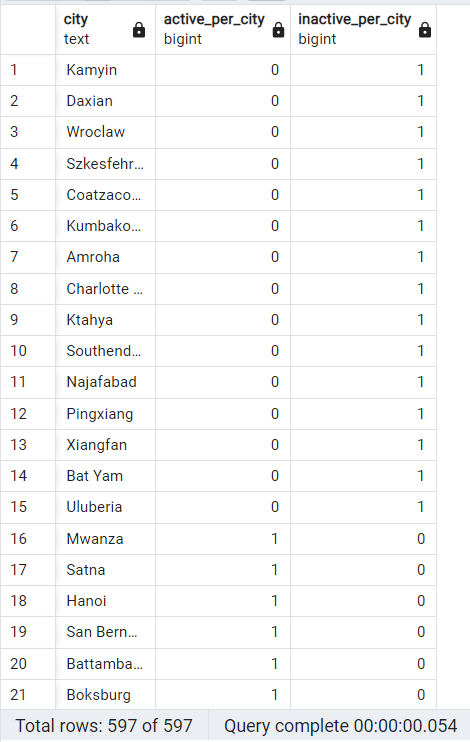 city active_per_city inactive_per_city
text bigint bigint
1 Kamyin 0 1
2 Daxian 0 1
3 Wroclaw 0 1
4 Szkesfehr... 0 1
5 Coatzaco... 0 1
6 Kumbako... 0 1
7 Amroha 0 1
8 Charlotte ... 0 1
9 Ktahya 0 1
10 Southend... 0 1
11 Najafabad 0 1
12 Pingxiang 0 1
13 Xiangfan 0 1
14 Bat Yam 0 1
15 Uluberia 0 1
16 Mwanza 1 0
17 Satna 1 0
18 Hanoi 1 0
19 San Bern... 1 0
20 Battamba... 1 0
21 Boksburg 1 0
Total rows: 597 of 597 Query complete 00:00:00.054